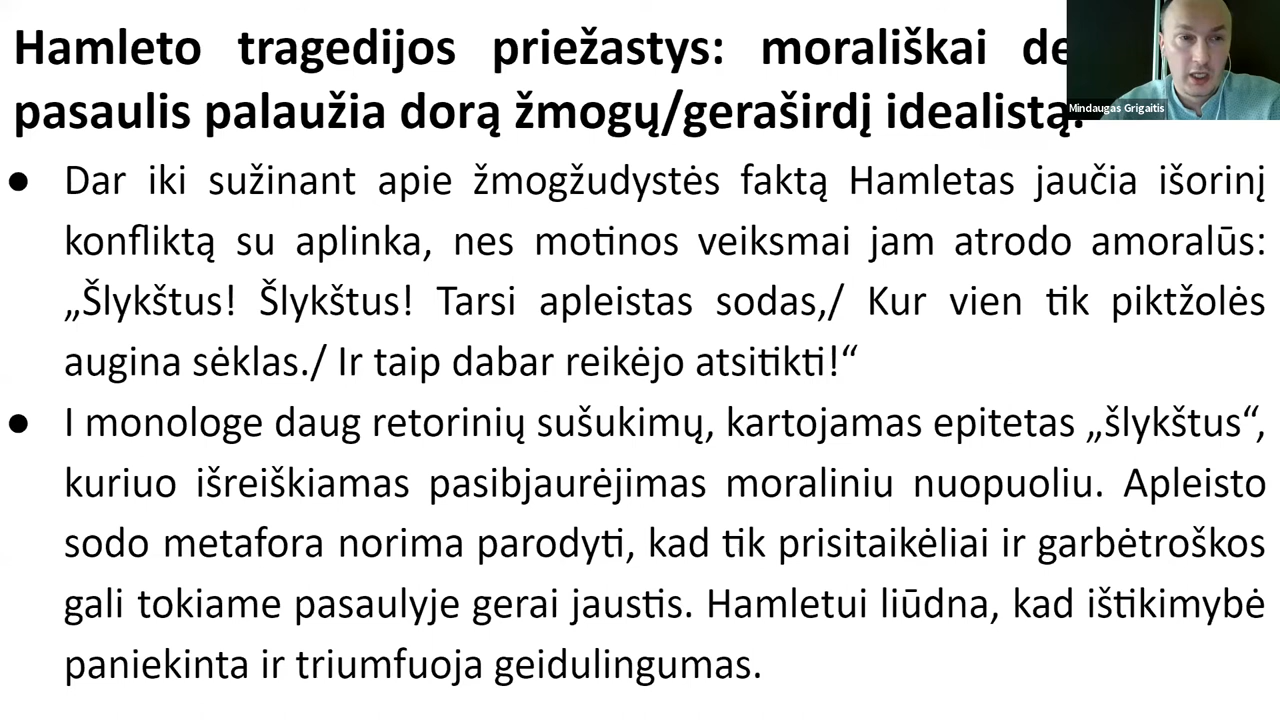 Hamleto tragedijos priežastys: morališkai
pasaulis palaužia dorą žmogų/geraširdį idealistą.
Mindaugas Grigaitis
● Dar iki sužinant apie žmogžudystės faktą Hamletas jaučia išorinį
konfliktą su aplinka, nes motinos veiksmai jam atrodo amoralūs:
„Šlykštus! Šlykštus! Tarsi apleistas sodas,/ Kur vien tik piktžolės
augina sėklas./ Ir taip dabar reikėjo atsitikti!“
● I monologe daug retorinių sušukimų, kartojamas epitetas „šlykštus“,
kuriuo išreiškiamas pasibjaurėjimas moraliniu nuopuoliu. Apleisto
sodo metafora norima parodyti, kad tik prisitaikėliai ir garbėtroškos
gali tokiame pasaulyje gerai jaustis. Hamletui liūdna, kad ištikimybė
paniekinta ir triumfuoja geidulingumas.